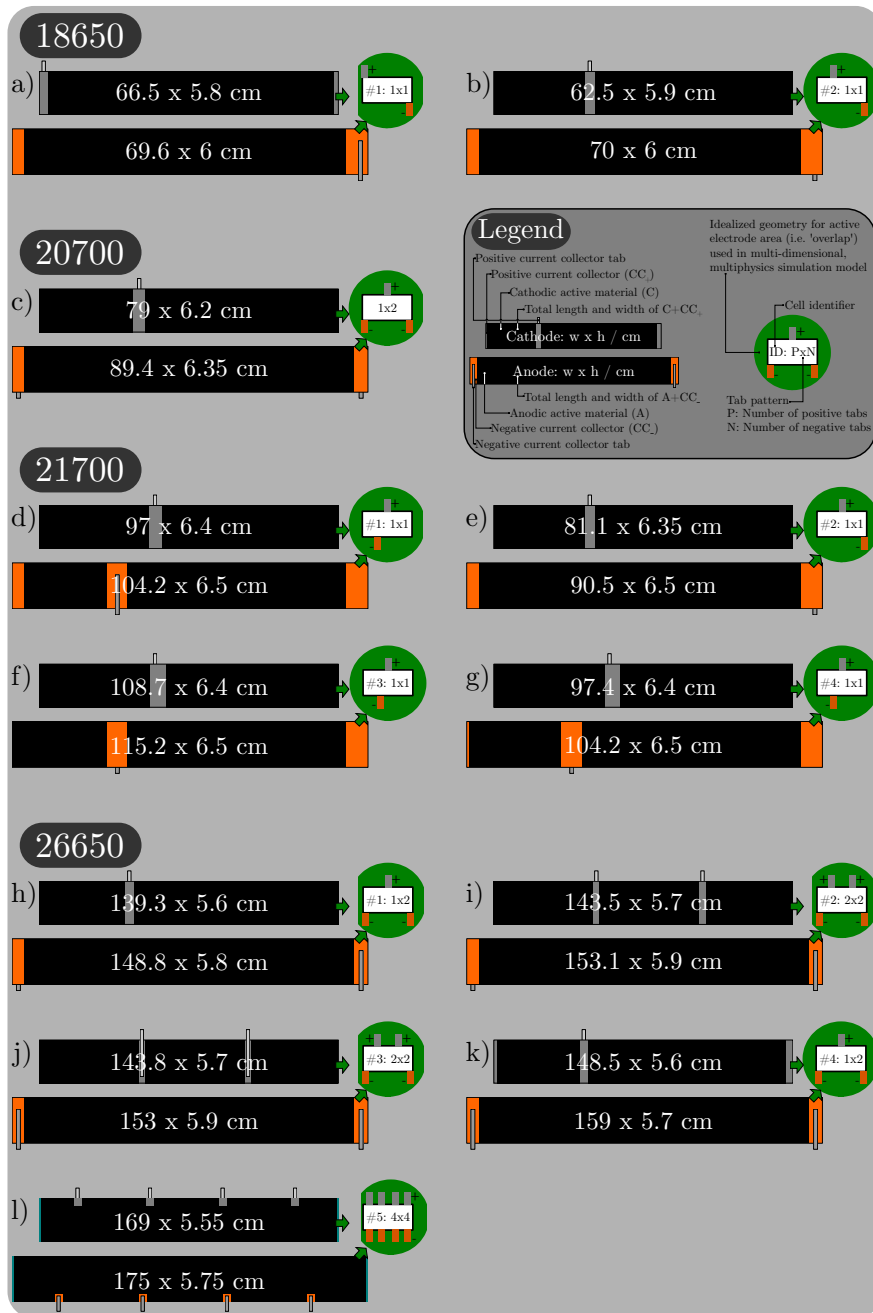 18650
a)
66.5 x 5.8 cm
+
#1: 1x1
-
69.6 x 6 cm
b)
62.5 x 5.9 cm
+
#2: 1x1
-
70 x 6 cm
20700
c)
79 x 6.2 cm
+
1x2
- -
89.4 x 6.35 cm
Legend
Positive current collector tab
Positive current collector (CC+)
Cathodic active material (C)
Total length and width of C+CC+
Cathode: w x h / cm
Anode: w x h / cm
Total length and width of A+CC-
Anodic active material (A)
Negative current collector (CC-)
Negative current collector tab
Idealized geometry for active
electrode area (i.e. 'overlap')
used in multi-dimensional,
multiphysics simulation model
Cell identifier
+
ID: PxN
- -
Tab pattern
P: Number of positive tabs
N: Number of negative tabs
21700
d)
97 x 6.4 cm
+
#1: 1x1
-
104.2 x 6.5 cm
e)
81.1 x 6.35 cm
+
#2: 1x1
-
90.5 x 6.5 cm
f)
108.7 x 6.4 cm
+
#3: 1x1
-
115.2 x 6.5 cm
g)
97.4 x 6.4 cm
+
#4: 1x1
-
104.2 x 6.5 cm
26650
h)
139.3 x 5.6 cm
+
#1: 1x2
- -
148.8 x 5.8 cm
i)
143.5 x 5.7 cm
+ +
#2: 2x2
- -
153.1 x 5.9 cm
j)
143.8 x 5.7 cm
+ +
#3: 2x2
- -
153 x 5.9 cm
k)
148.5 x 5.6 cm
+
#4: 1x2
- -
159 x 5.7 cm
l)
169 x 5.55 cm
+
#5: 4x4
-
175 x 5.75 cm